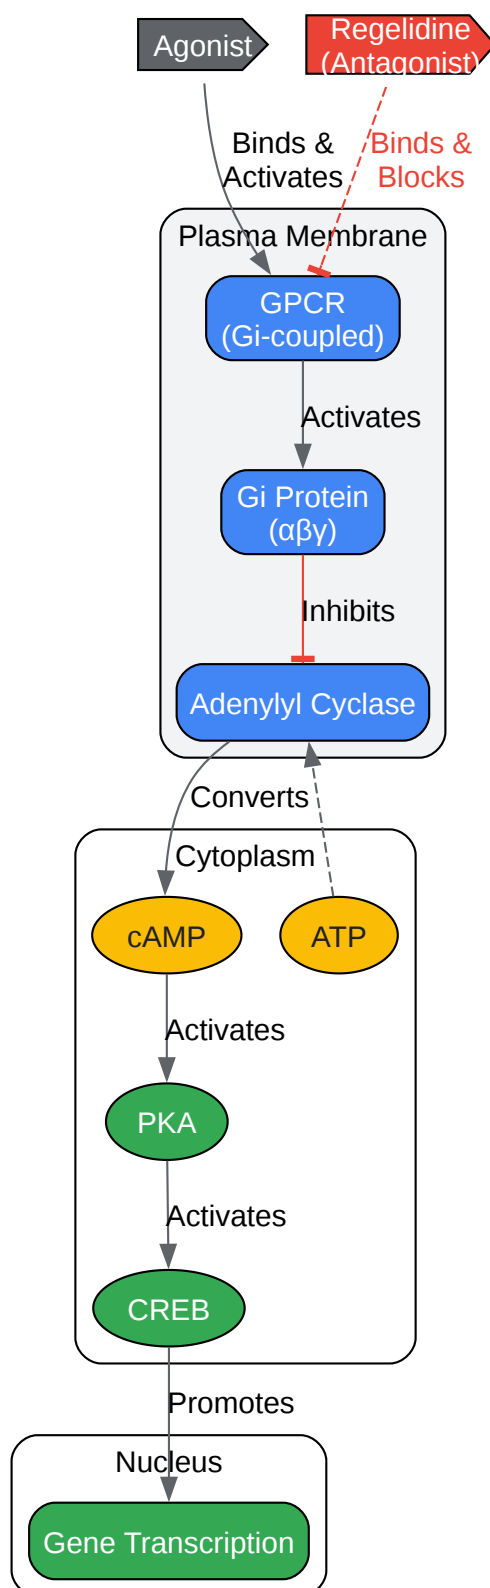 Agonist
Regelidine
(Antagonist)
Binds &
Activates
Binds &
Blocks
Plasma Membrane
GPCR
(Gi-coupled)
Activates
Gi Protein
(αβγ)
Inhibits
Adenylyl Cyclase
Converts
Cytoplasm
cAMP
ATP
Activates
PKA
Activates
CREB
Promotes
Nucleus
Gene Transcription